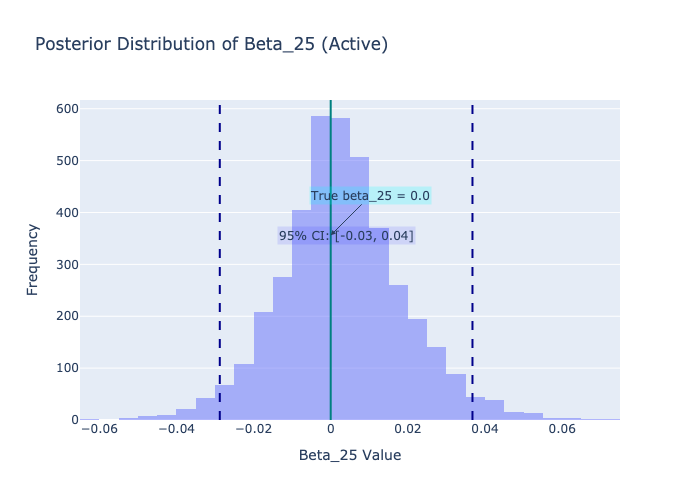 Posterior Distribution of Beta_25 (Active)
600
500
400
300
200
100
0
Frequency
True beta_25 = 0.0
95% CI: [-0.03, 0.04]
−0.06
−0.04
−0.02
0
0.02
0.04
0.06
Beta_25 Value